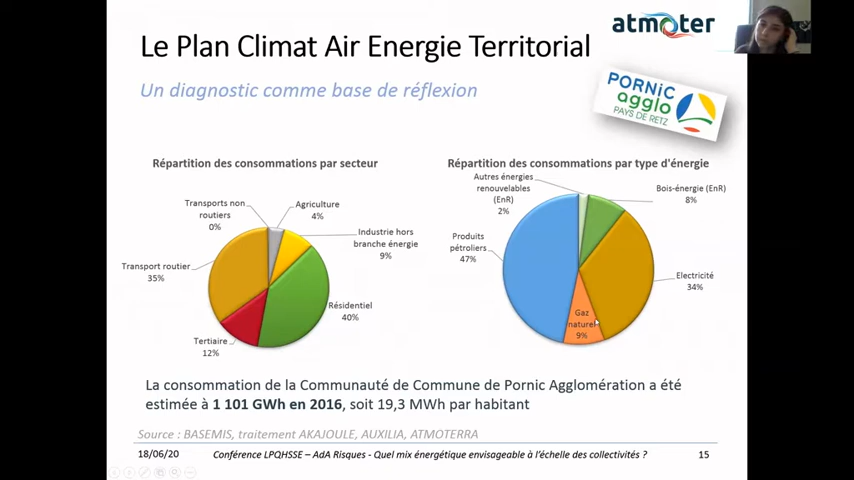 atmoter
Le Plan Climat Air Energie Territorial
Un diagnostic comme base de réflexion
PORNIC
agglo
PAYS DE RETZ
Répartition des consommations par secteur
Transports non
routiers
0%
Agriculture
4%
Industrie hors
branche énergie
9%
Transport routier
35%
Résidentiel
40%
Tertiaire
12%
Répartition des consommations par type d'énergie
Autres énergies
renouvelables
(EnR)
2%
Bois-énergie (EnR)
8%
Produits
pétroliers
47%
Electricité
34%
Gaz
naturel
9%
La consommation de la Communauté de Commune de Pornic Agglomération a été
estimée à 1 101 GWh en 2016, soit 19,3 MWh par habitant
Source : BASEMIS, traitement AKAJOULE, AUXILIA, ATMOTERRA
18/06/20
Conférence LPQHSSE – AdA Risques - Quel mix énergétique envisageable à l'échelle des collectivités ?
15